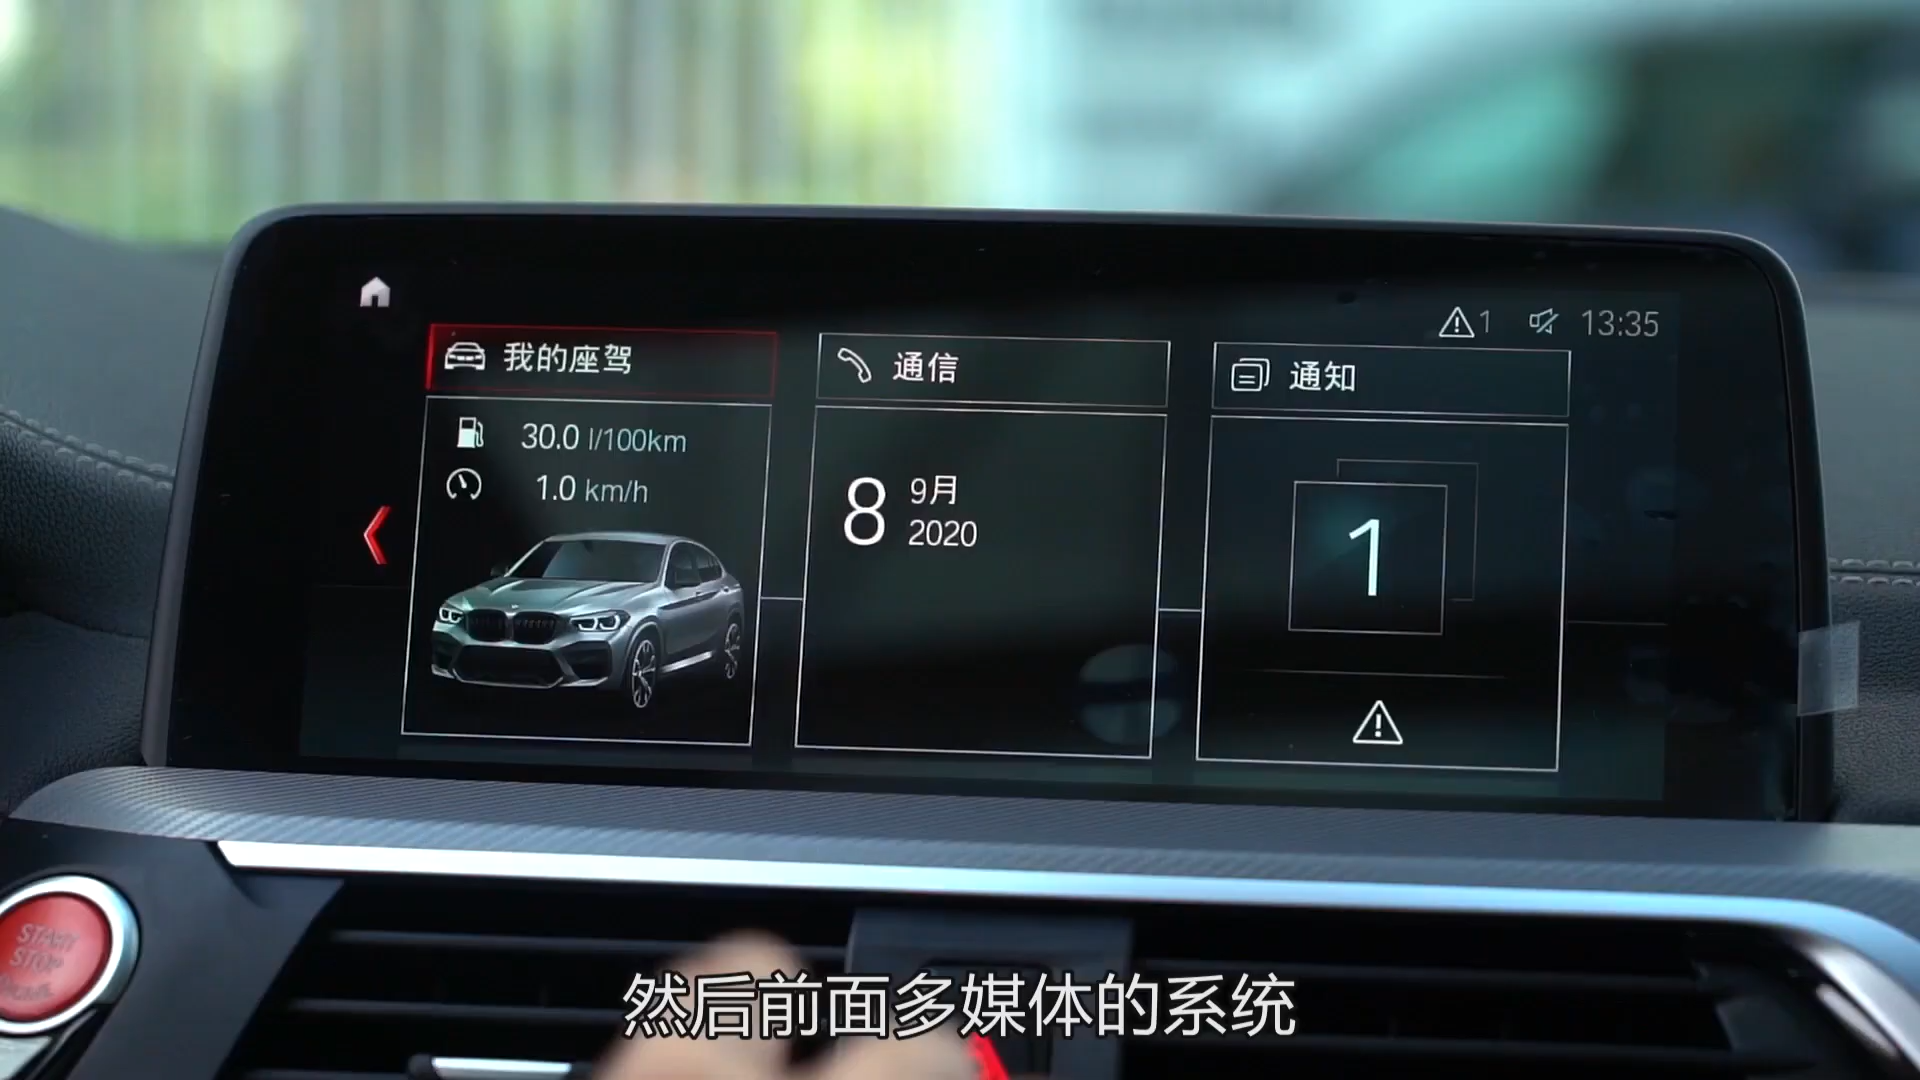 1 13:35
我的座驾
30.0 l/100km
1.0 km/h
通信
8
9月
2020
通知
1
START
STOP
然后前面多媒体的系统